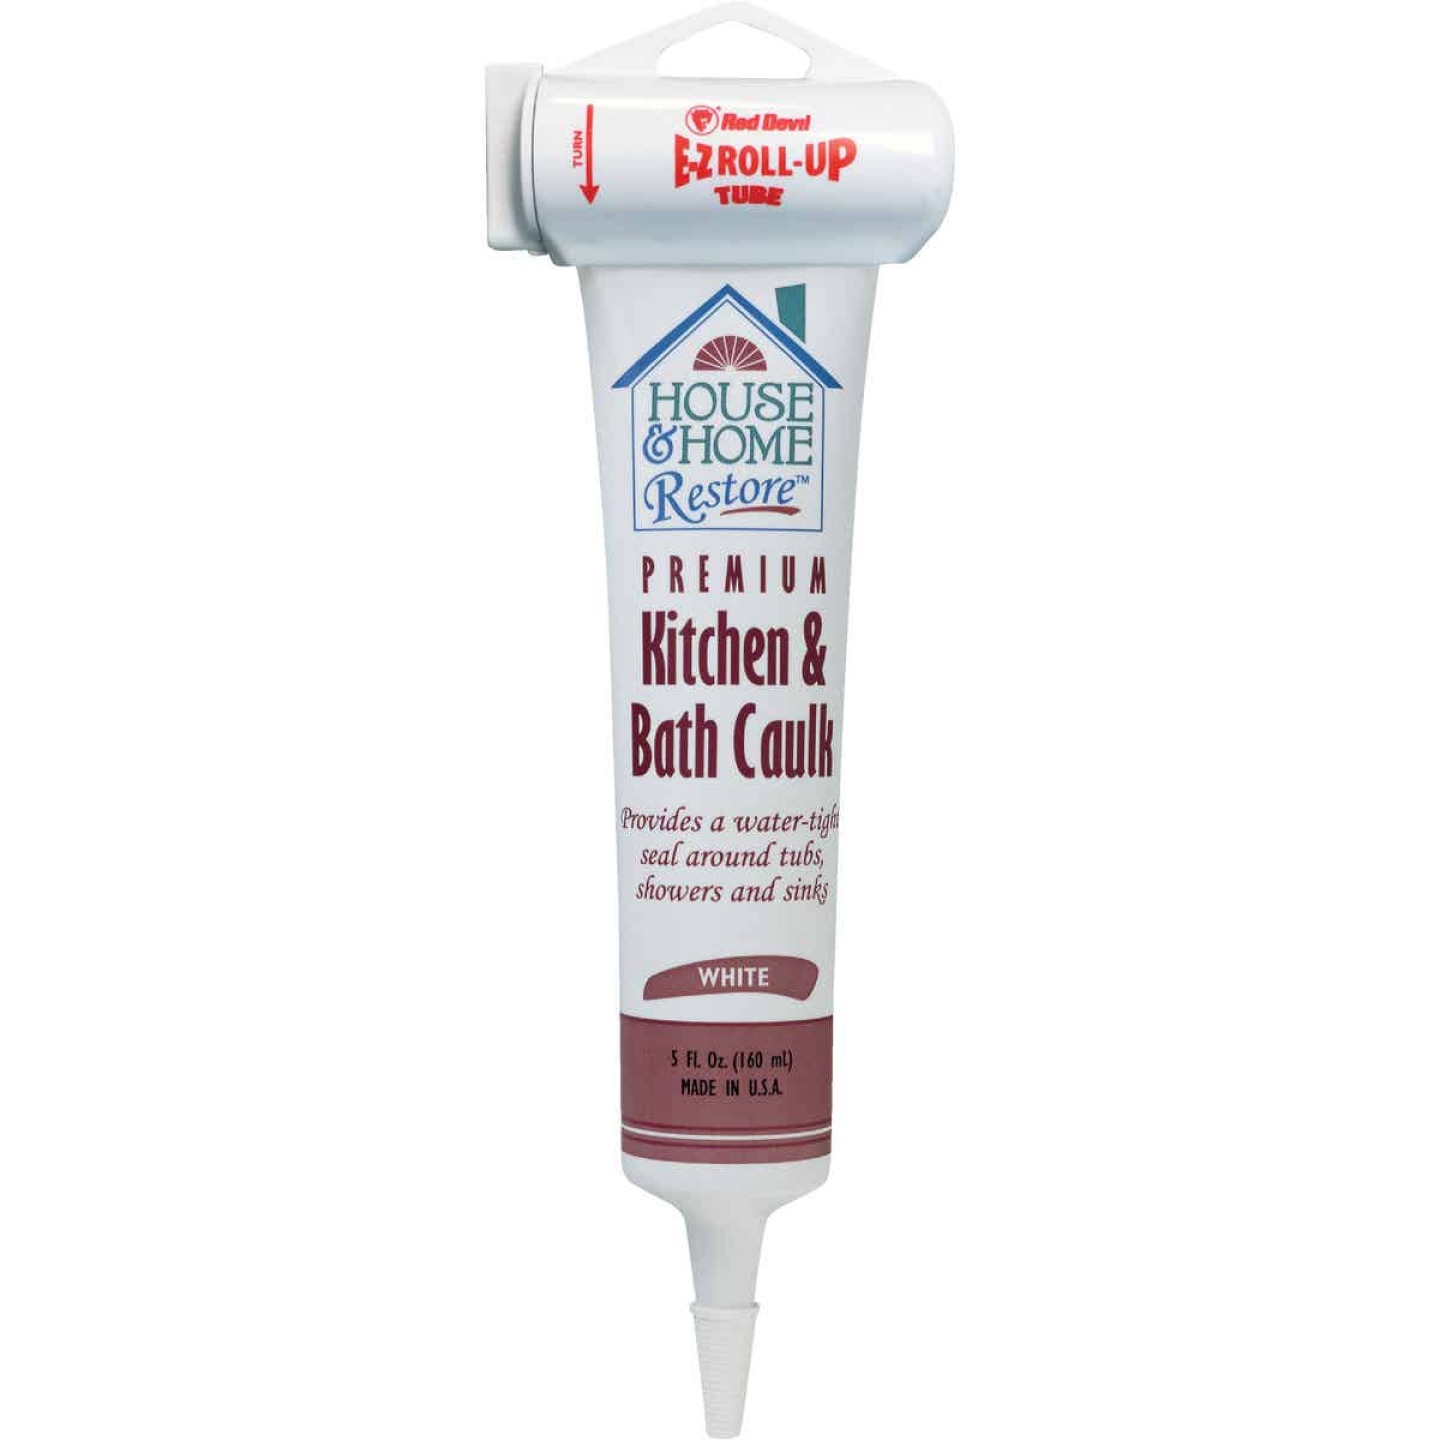 TURN
Red Devil
E-Z ROLL-UP
TUBE
HOUSE
& HOME
Restore™
PREMIUM
Kitchen &
Bath Caulk
Provides a water-tight
seal around tubs,
showers and sinks
WHITE
5 Fl. Oz. (160 mL)
MADE IN U.S.A.